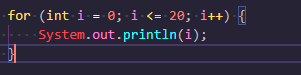 for (int i = 0; i <= 20; i++) {
    System.out.println(i);
}